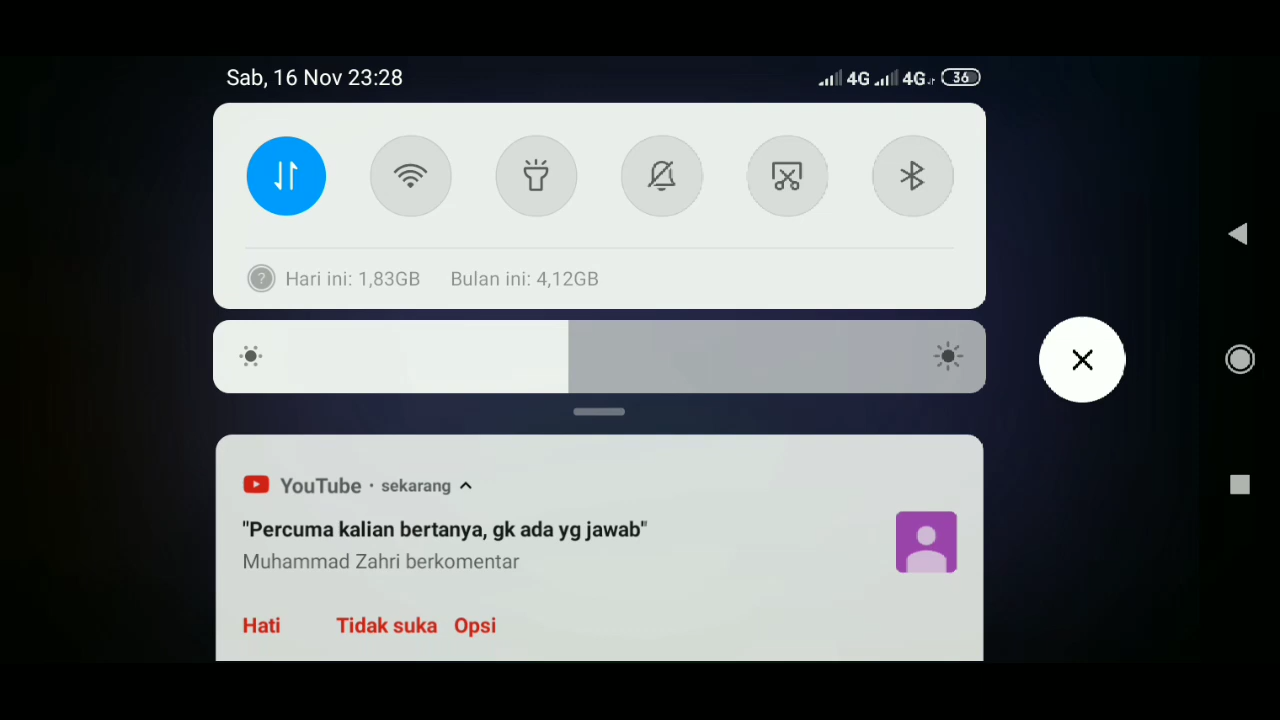 Sab, 16 Nov 23:28
4G 4G 36
Hari ini: 1,83GB Bulan ini: 4,12GB
YouTube · sekarang
"Percuma kalian bertanya, gk ada yg jawab"
Muhammad Zahri berkomentar
Hati Tidak suka Opsi